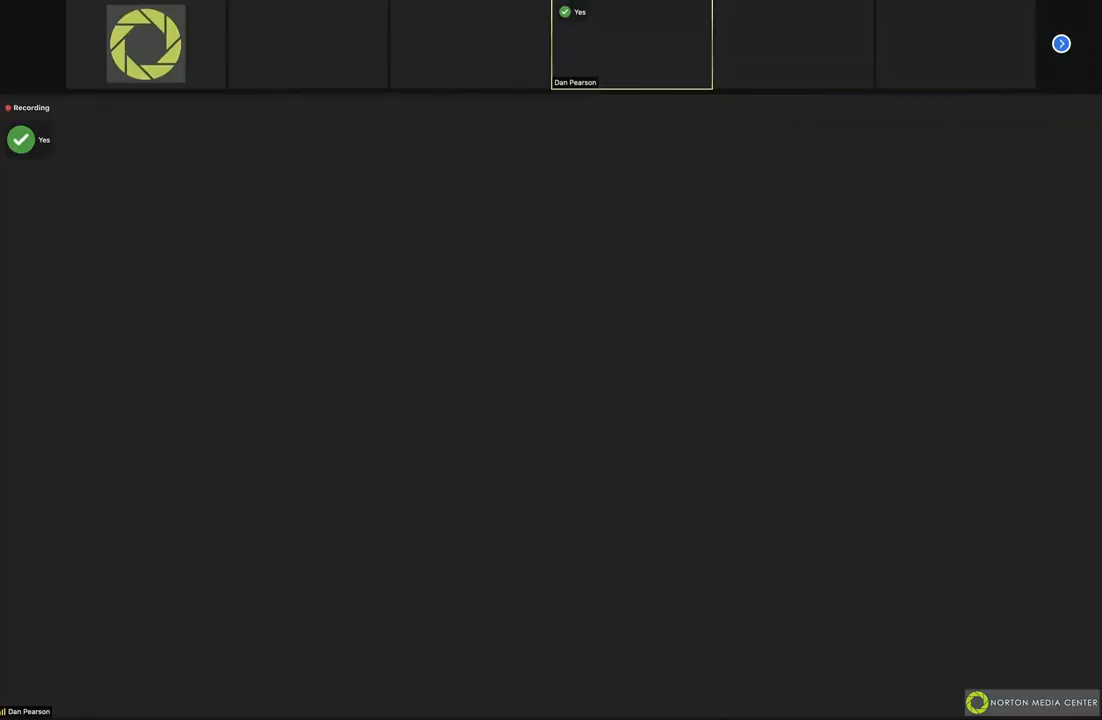 Yes
Dan Pearson
Recording
Yes
Dan Pearson
NORTON MEDIA CENTER